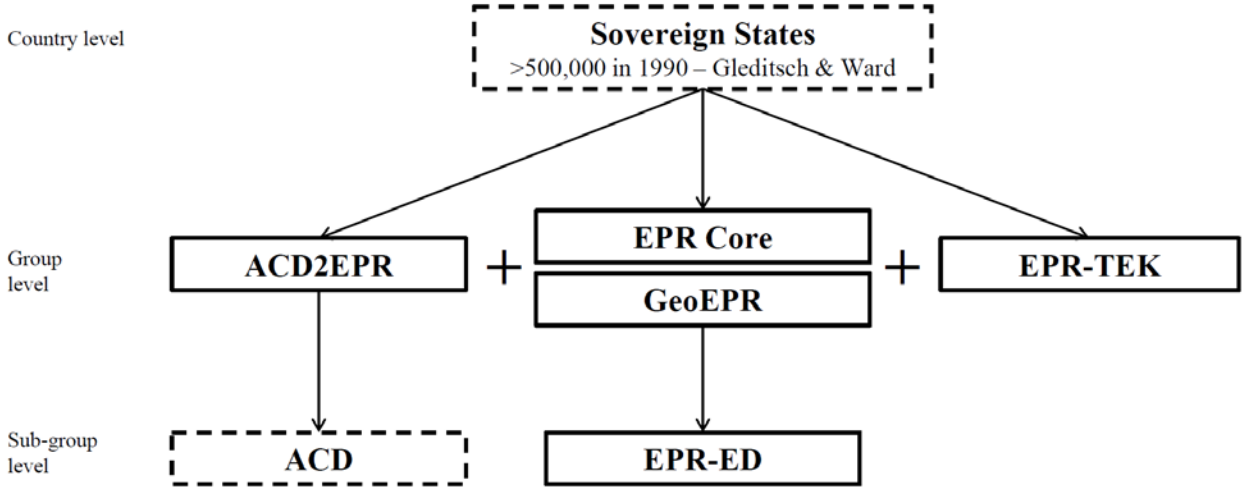 Country level
Sovereign States
>500,000 in 1990 – Gleditsch & Ward
Group
level
ACD2EPR
+
EPR Core
GeoEPR
+
EPR-TEK
Sub-group
level
ACD
EPR-ED